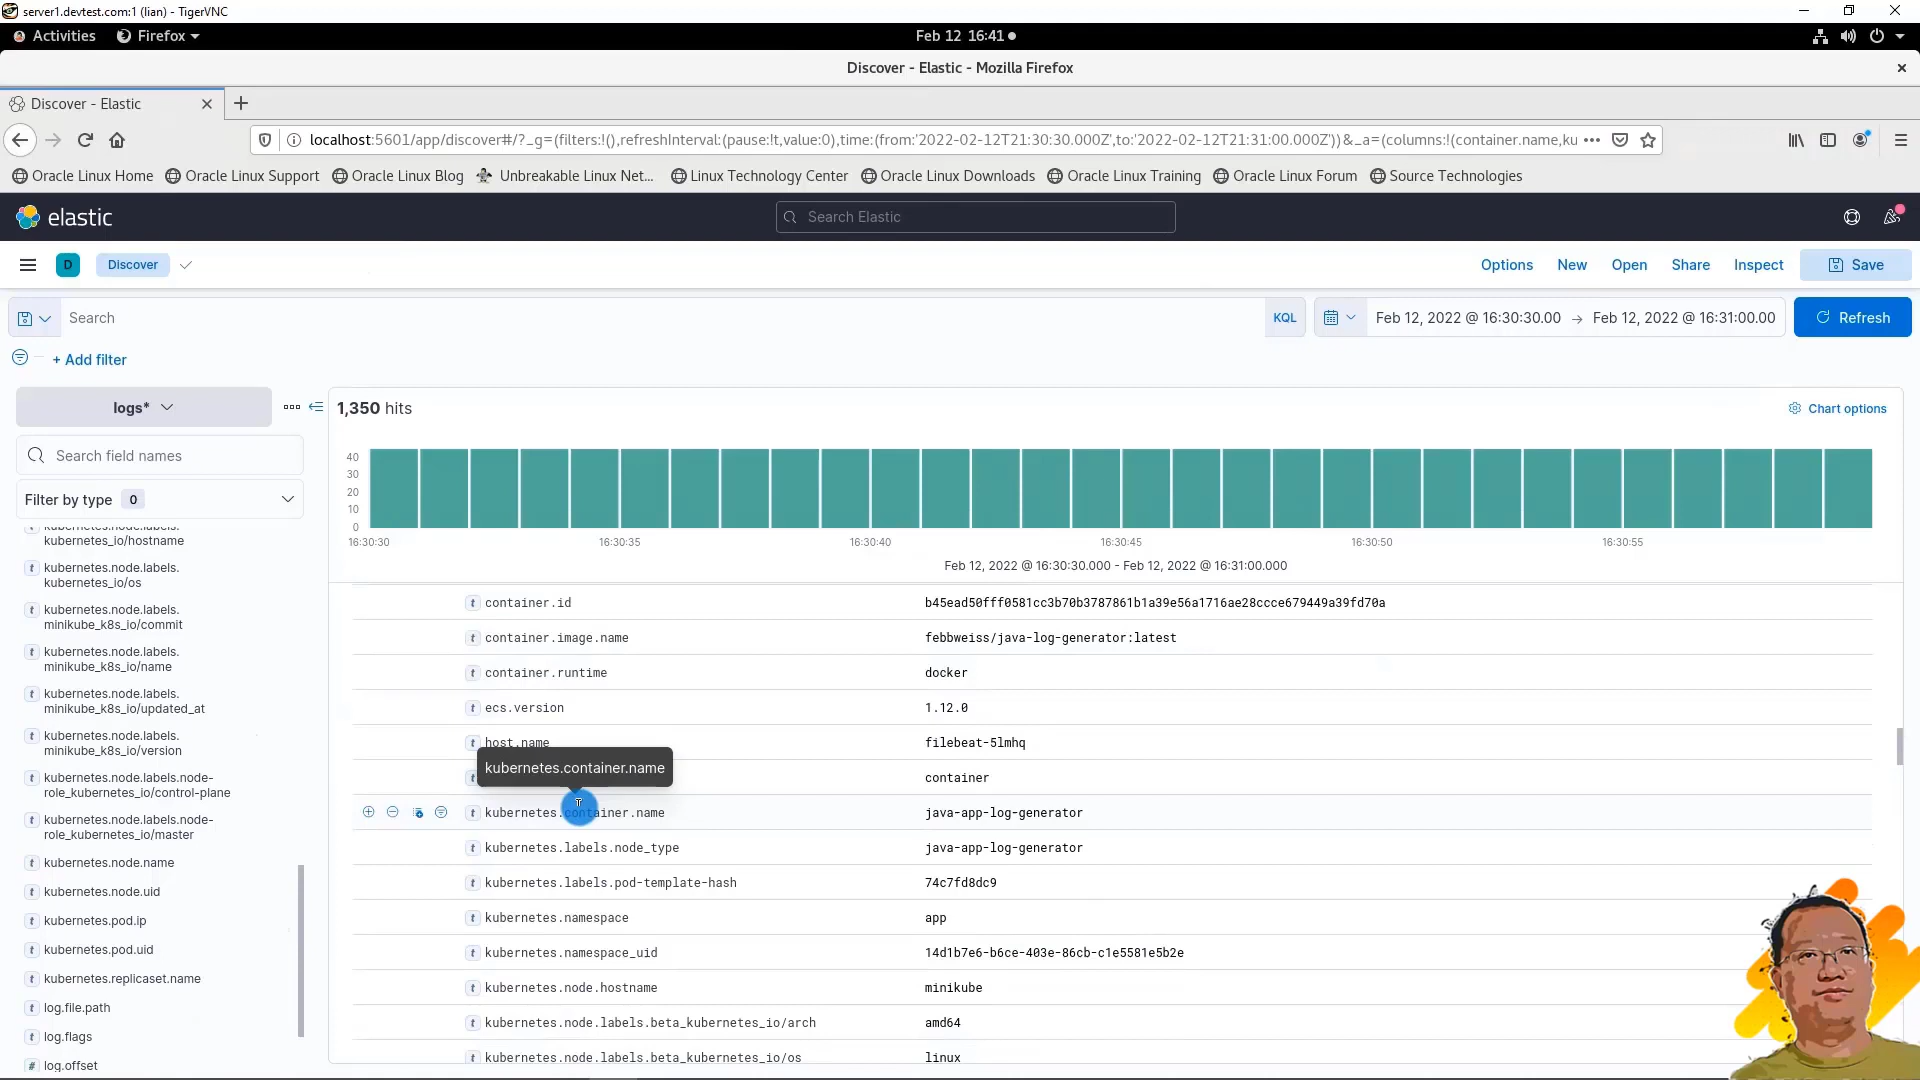 server1.devtest.com:1 (lian) - TigerVNC
Activities Firefox Feb 12 16:41
Discover - Elastic - Mozilla Firefox
Discover - Elastic
localhost:5601/app/discover#/?_g=(filters:!(),refreshInterval:(pause:!t,value:0),time:(from:'2022-02-12T21:30:30.000Z',to:'2022-02-12T21:31:00.000Z'))&_a=(columns:!(container.name,ku
Oracle Linux Home Oracle Linux Support Oracle Linux Blog Unbreakable Linux Net... Linux Technology Center Oracle Linux Downloads Oracle Linux Training Oracle Linux Forum Source Technologies
elastic Search Elastic
D Discover Options New Open Share Inspect Save
Search KQL Feb 12, 2022 @ 16:30:30.00 → Feb 12, 2022 @ 16:31:00.00 Refresh
+ Add filter
logs*
Search field names
Filter by type 0
kubernetes.node.labels.
kubernetes_io/hostname
kubernetes.node.labels.
kubernetes_io/os
kubernetes.node.labels.
minikube_k8s_io/commit
kubernetes.node.labels.
minikube_k8s_io/name
kubernetes.node.labels.
minikube_k8s_io/updated_at
kubernetes.node.labels.
minikube_k8s_io/version
kubernetes.node.labels.node-
role_kubernetes_io/control-plane
kubernetes.node.labels.node-
role_kubernetes_io/master
kubernetes.node.name
kubernetes.node.uid
kubernetes.pod.ip
kubernetes.pod.uid
kubernetes.replicaset.name
log.file.path
log.flags
# log.offset
1,350 hits Chart options
40
30
20
10
0
16:30:30 16:30:35 16:30:40 16:30:45 16:30:50 16:30:55
Feb 12, 2022 @ 16:30:30.000 - Feb 12, 2022 @ 16:31:00.000
t container.id b45ead50fff0581cc3b70b3787861b1a39e56a1716ae28ccce679449a39fd70a
t container.image.name febbweiss/java-log-generator:latest
t container.runtime docker
t ecs.version 1.12.0
t host.name filebeat-5lmhq
kubernetes.container.name
t container
t kubernetes.container.name java-app-log-generator
t kubernetes.labels.node_type java-app-log-generator
t kubernetes.labels.pod-template-hash 74c7fd8dc9
t kubernetes.namespace app
t kubernetes.namespace_uid 14d1b7e6-b6ce-403e-86cb-c1e5581e5b2e
t kubernetes.node.hostname minikube
t kubernetes.node.labels.beta_kubernetes_io/arch amd64
t kubernetes.node.labels.beta_kubernetes_io/os linux